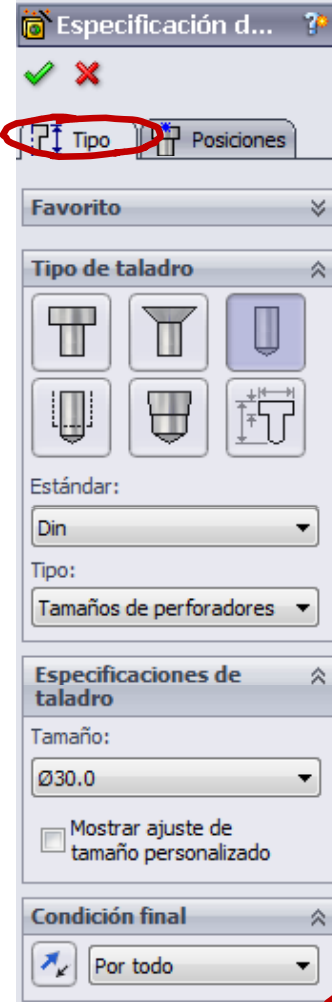 Especificación d...
Tipo
Posiciones
Favorito
Tipo de taladro
Estándar:
Din
Tipo:
Tamaños de perforadores
Especificaciones de
taladro
Tamaño:
Ø30.0
Mostrar ajuste de
tamaño personalizado
Condición final
Por todo